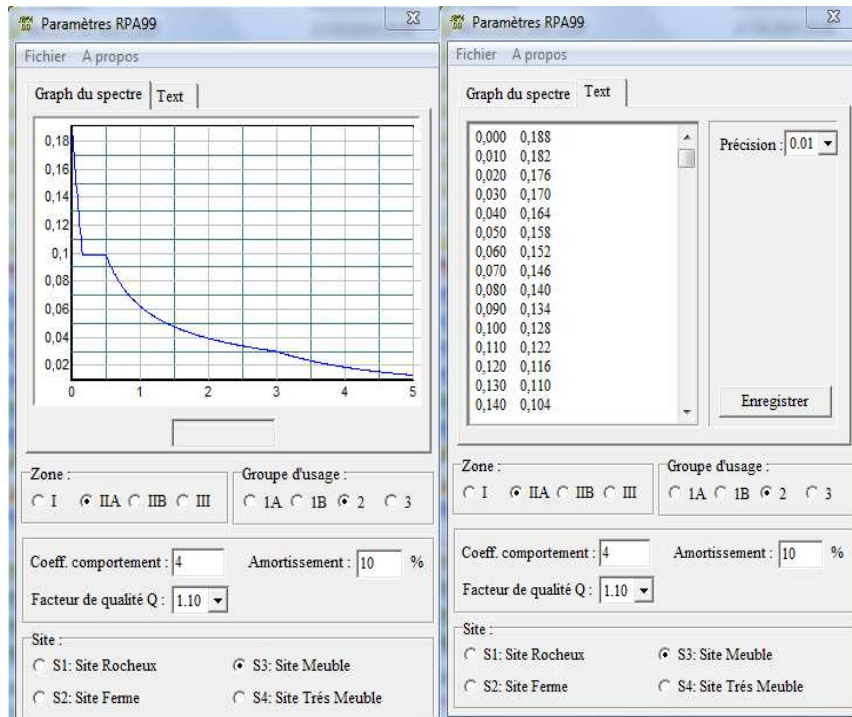 Paramètres RPA99
Fichier A propos
Graph du spectre Text
0,18
0,16
0,14
0,12
0,1
0,08
0,06
0,04
0,02
0 1 2 3 4 5
Zone :
I IIA IIB III
Groupe d'usage :
1A 1B 2 3
Coeff. comportement : 4 Amortissement : 10 %
Facteur de qualité Q : 1.10
Site :
S1: Site Rocheux S3: Site Meuble
S2: Site Ferme S4: Site Trés Meuble
Paramètres RPA99
Fichier A propos
Graph du spectre Text
0,000 0,188
0,010 0,182
0,020 0,176
0,030 0,170
0,040 0,164
0,050 0,158
0,060 0,152
0,070 0,146
0,080 0,140
0,090 0,134
0,100 0,128
0,110 0,122
0,120 0,116
0,130 0,110
0,140 0,104
Précision : 0.01
Enregistrer
Zone :
I IIA IIB III
Groupe d'usage :
1A 1B 2 3
Coeff. comportement : 4 Amortissement : 10 %
Facteur de qualité Q : 1.10
Site :
S1: Site Rocheux S3: Site Meuble
S2: Site Ferme S4: Site Trés Meuble